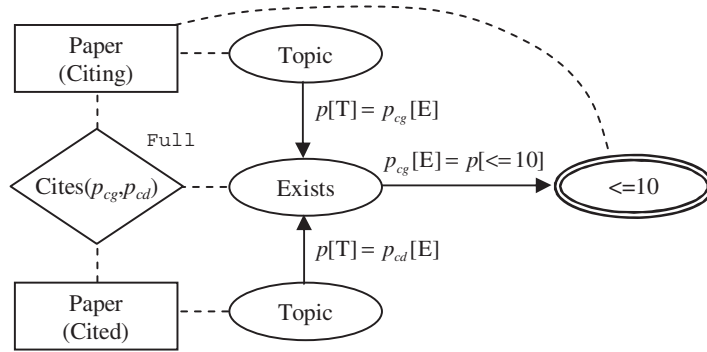 Paper
(Citing)
Topic
p[T] = p_cg[E]
Full
p_cg[E] = p[<= 10]
Cites(p_cg,p_cd)
Exists
<=10
p[T] = p_cd[E]
Paper
(Cited)
Topic